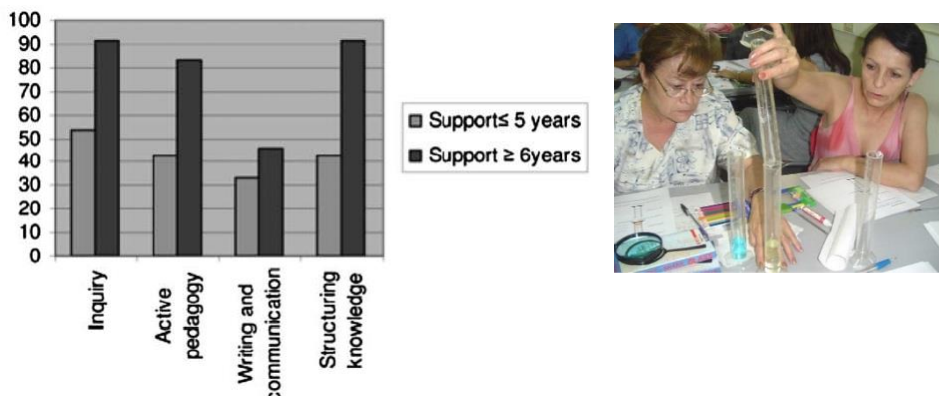 100
90
80
70
60
50
40
30
20
10
0
Inquiry
Active
pedagogy
Writing and
communication
Structuring
knowledge
Support≤ 5 years
Support ≥ 6years